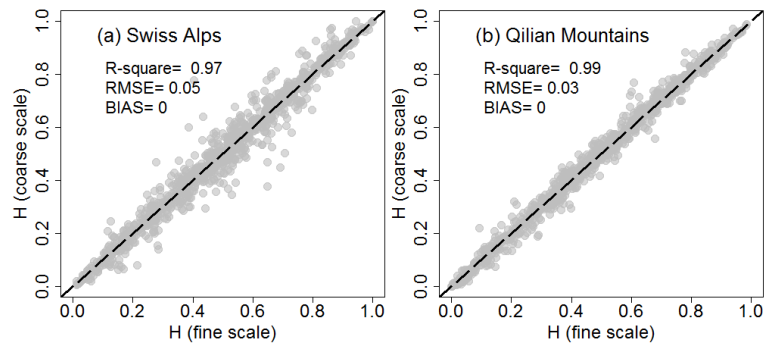 (a) Swiss Alps
R-square= 0.97
RMSE= 0.05
BIAS= 0
H (coarse scale)
0.0 0.2 0.4 0.6 0.8 1.0
0.0 0.2 0.4 0.6 0.8 1.0
H (fine scale)
(b) Qilian Mountains
R-square= 0.99
RMSE= 0.03
BIAS= 0
H (coarse scale)
0.0 0.2 0.4 0.6 0.8 1.0
0.0 0.2 0.4 0.6 0.8 1.0
H (fine scale)